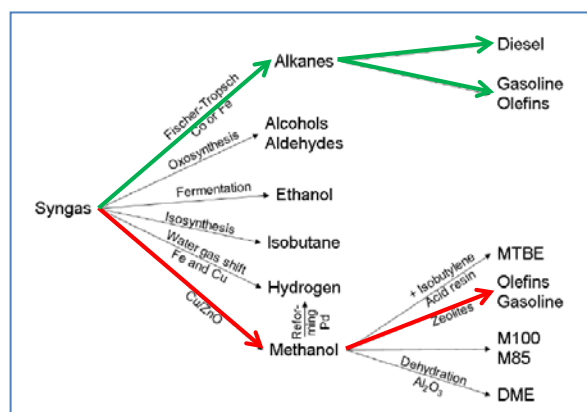 Diesel
Alkanes
Gasoline
Olefins
Fischer-Tropsch
Co or Fe
Alcohols
Aldehydes
Oxosynthesis
Fermentation
Ethanol
Syngas
Isosynthesis
Isobutane
Water gas shift
Fe and Cu
Hydrogen
Cu/ZnO
Refor-
ming
Pd
Methanol
+ Isobutylene
Acid resin
MTBE
Zeolites
Olefins
Gasoline
M100
M85
Dehydration
Al₂O₃
DME